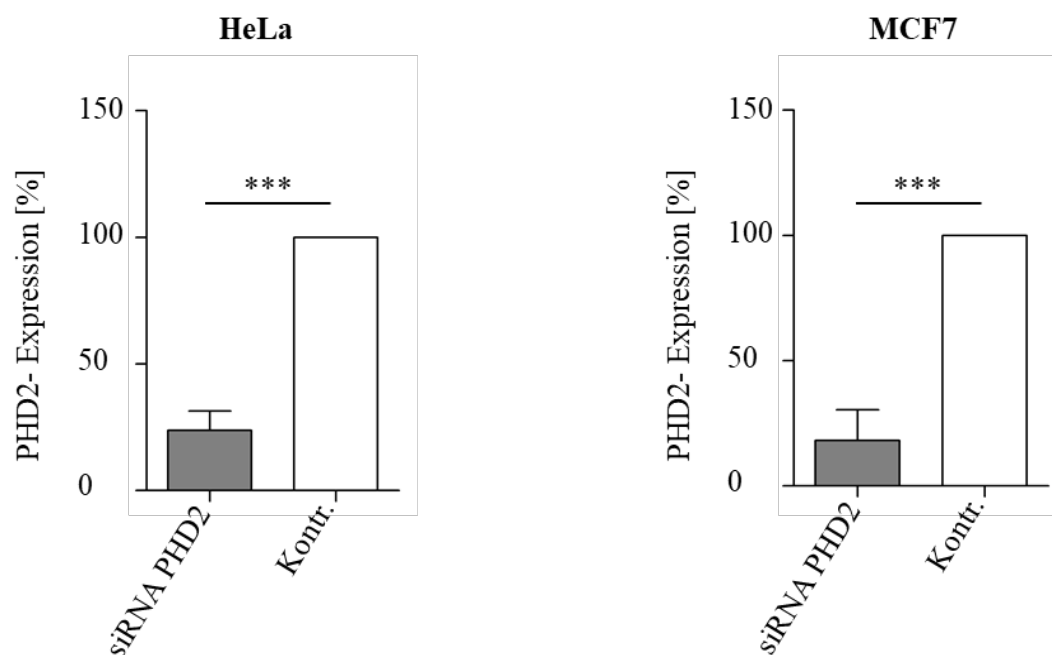 HeLa
PHD2- Expression [%]
150
100
50
0
***
siRNA PHD2
Kontr.
MCF7
PHD2- Expression [%]
150
100
50
0
***
siRNA PHD2
Kontr.